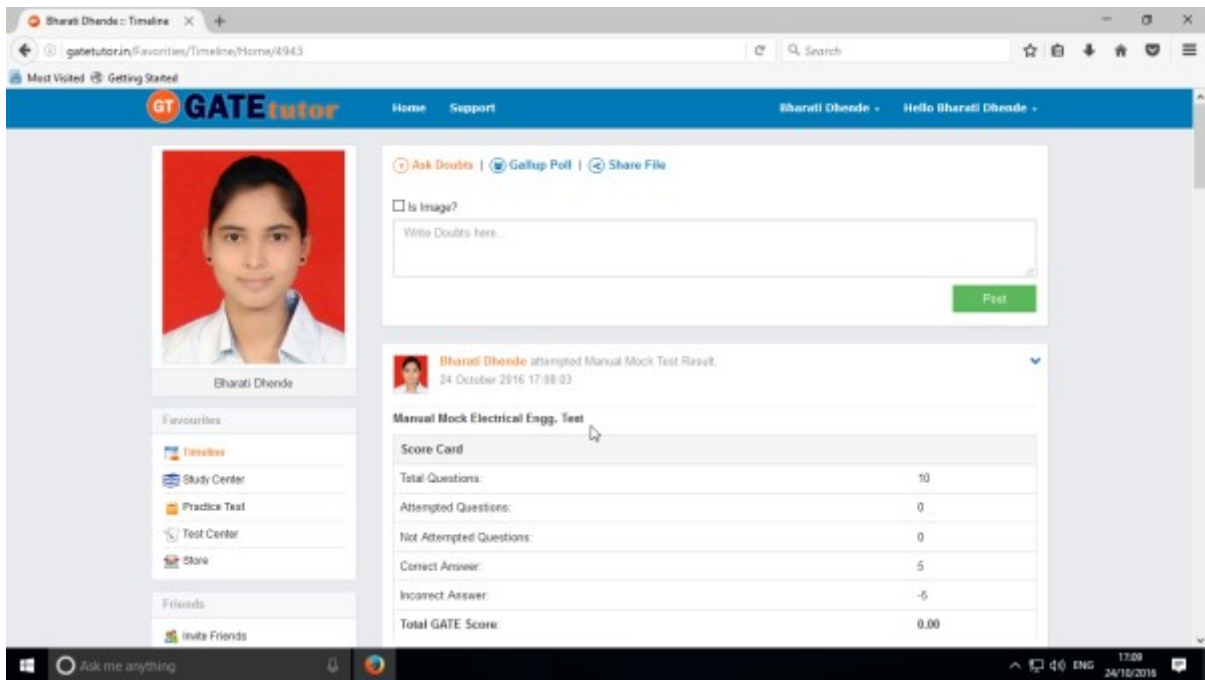 Bharati Dhende :: Timeline
gatetutor.in/Favorities/Timeline/Home/4943
Search
Most Visited Getting Started
GT GATEtutor Home Support Bharati Dhende Hello Bharati Dhende
Ask Doubts | Gallup Poll | Share File
Is Image?
Write Doubts here...
Post
Bharati Dhende
Favourites
Timeline
Study Center
Practice Test
Test Center
Store
Friends
Invite Friends
Bharati Dhende attempted Manual Mock Test Result.
24 October 2016 17:08:03
Manual Mock Electrical Engg. Test
Score Card
Total Questions: 10
Attempted Questions: 0
Not Attempted Questions: 0
Correct Answer: 5
Incorrect Answer: -5
Total GATE Score: 0.00
Ask me anything
ENG
17:09
24/10/2016